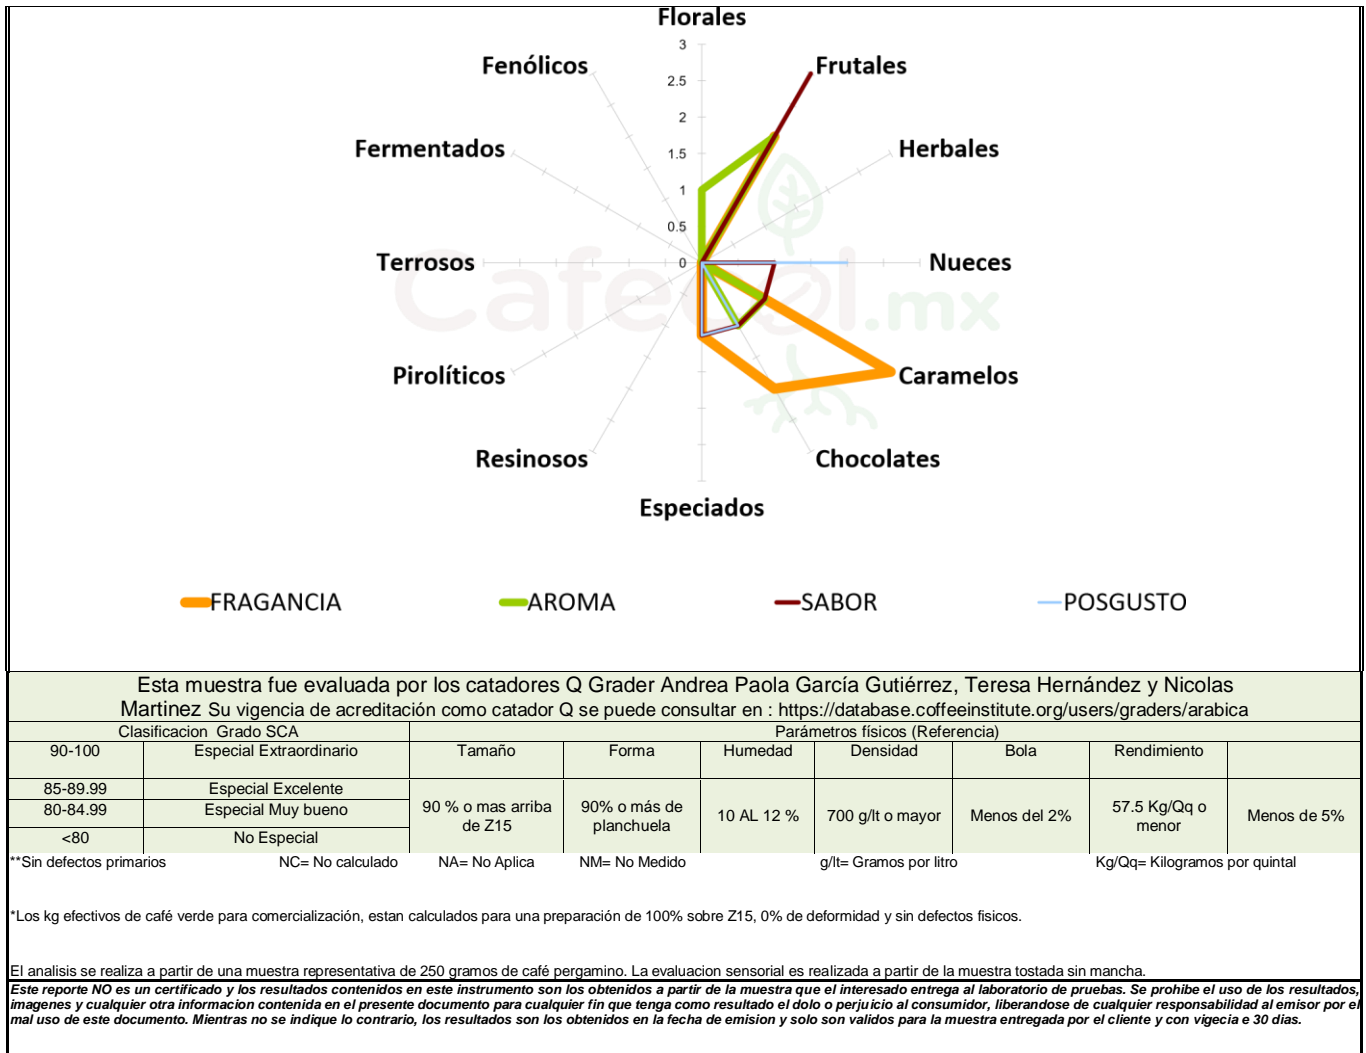 Florales
3
Fenólicos
Frutales
2.5
2
Fermentados
1.5
Herbales
1
0.5
Terrosos
0
Nueces
Cafecol.mx
Pirolíticos
Caramelos
Resinosos
Chocolates
Especiados
FRAGANCIA AROMA SABOR POSGUSTO
Esta muestra fue evaluada por los catadores Q Grader Andrea Paola García Gutiérrez, Teresa Hernández y Nicolas
Martinez Su vigencia de acreditación como catador Q se puede consultar en : https://database.coffeeinstitute.org/users/graders/arabica
Clasificacion Grado SCA Parámetros físicos (Referencia)
90-100 Especial Extraordinario Tamaño Forma Humedad Densidad Bola Rendimiento
85-89.99 Especial Excelente
80-84.99 Especial Muy bueno 90 % o mas arriba 90% o más de 10 AL 12 % 700 g/lt o mayor Menos del 2% 57.5 Kg/Qq o Menos de 5%
de Z15 planchuela menor
<80 No Especial
**Sin defectos primarios NC= No calculado NA= No Aplica NM= No Medido g/lt= Gramos por litro Kg/Qq= Kilogramos por quintal
*Los kg efectivos de café verde para comercialización, estan calculados para una preparación de 100% sobre Z15, 0% de deformidad y sin defectos fisicos.
El analisis se realiza a partir de una muestra representativa de 250 gramos de café pergamino. La evaluacion sensorial es realizada a partir de la muestra tostada sin mancha.
Este reporte NO es un certificado y los resultados contenidos en este instrumento son los obtenidos a partir de la muestra que el interesado entrega al laboratorio de pruebas. Se prohibe el uso de los resultados,
imagenes y cualquier otra informacion contenida en el presente documento para cualquier fin que tenga como resultado el dolo o perjuicio al consumidor, liberandose de cualquier responsabilidad al emisor por el
mal uso de este documento. Mientras no se indique lo contrario, los resultados son los obtenidos en la fecha de emision y solo son validos para la muestra entregada por el cliente y con vigecia e 30 dias.